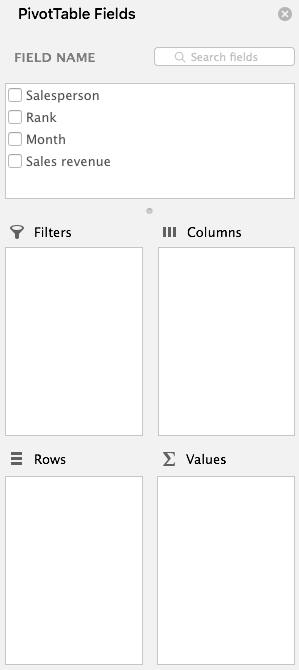 PivotTable Fields
FIELD NAME
Search fields
Salesperson
Rank
Month
Sales revenue
Filters
Columns
Rows
Values